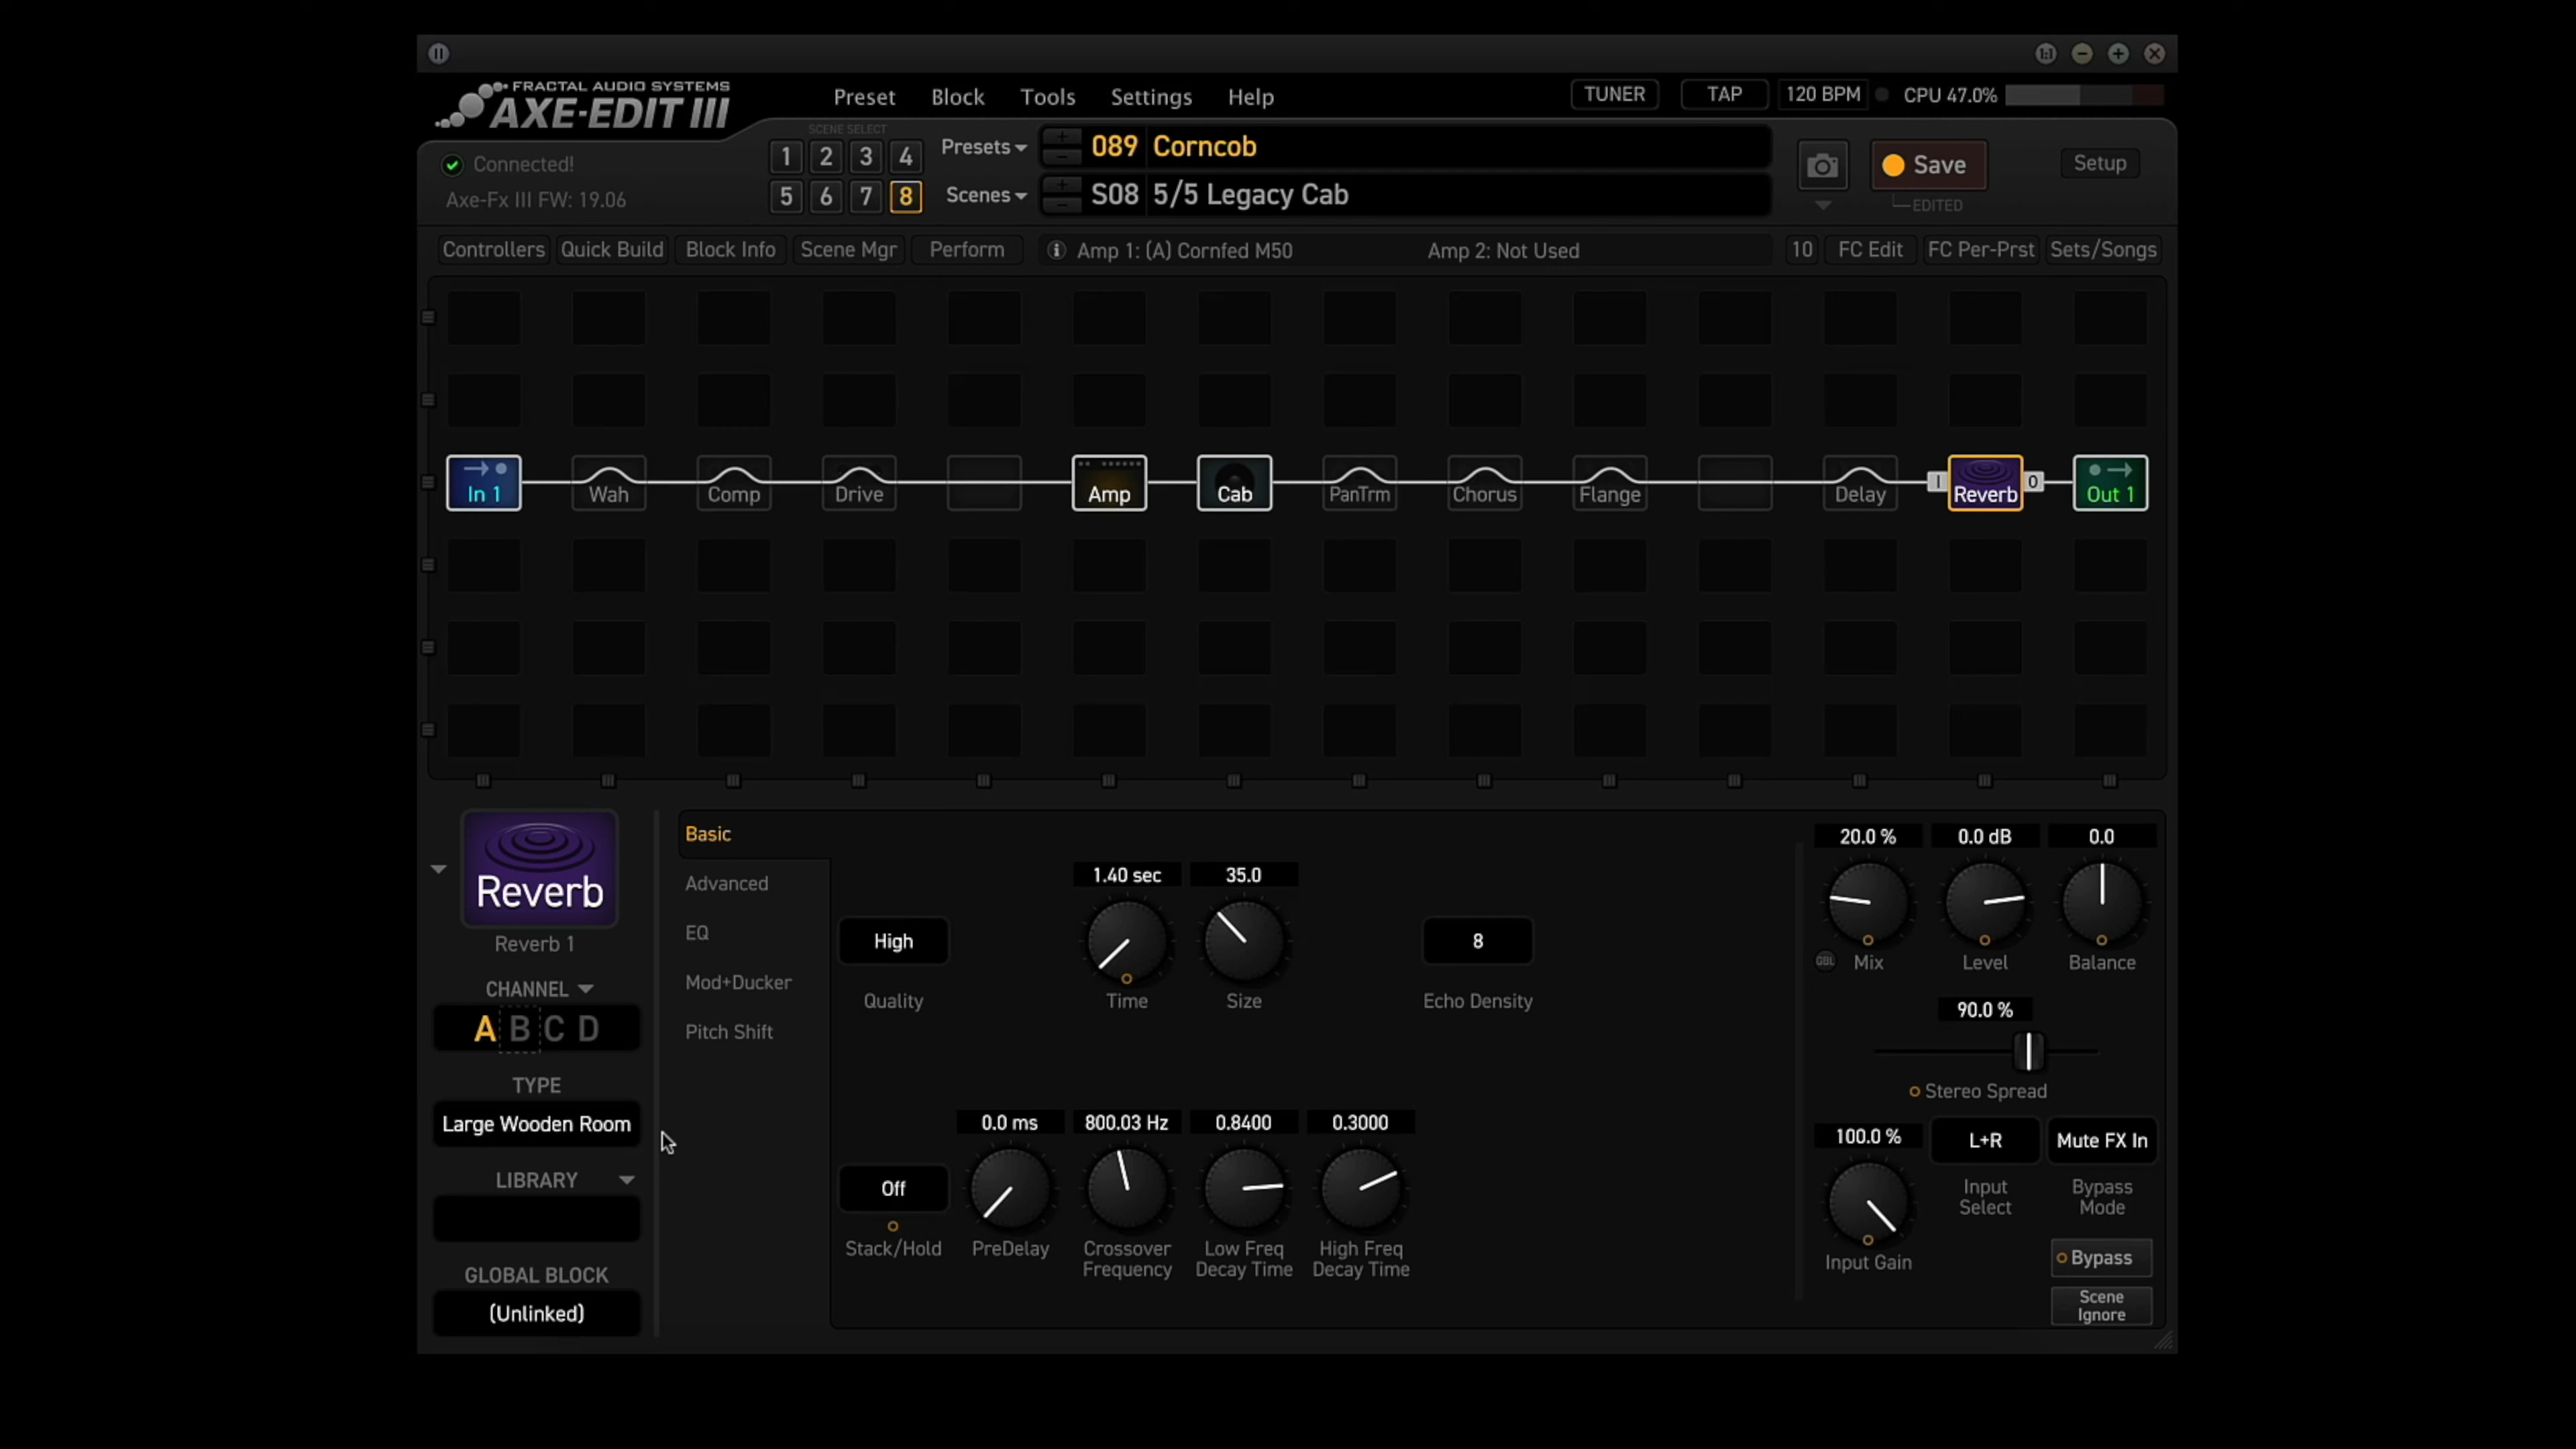 FRACTAL AUDIO SYSTEMS
AXE-EDIT III
Preset Block Tools Settings Help
TUNER TAP 120 BPM CPU 47.0%
SCENE SELECT
Connected!
Axe-Fx III FW: 19.06
1 2 3 4
5 6 7 8
Presets 089 Corncob
Scenes S08 5/5 Legacy Cab
Save
EDITED
Setup
Controllers Quick Build Block Info Scene Mgr Perform
Amp 1: (A) Cornfed M50 Amp 2: Not Used
10 FC Edit FC Per-Prst Sets/Songs
In 1 Wah Comp Drive Amp Cab PanTrm Chorus Flange Delay I Reverb O Out 1
Reverb
Reverb 1
CHANNEL
A B C D
TYPE
Large Wooden Room
LIBRARY
GLOBAL BLOCK
(Unlinked)
Basic
Advanced
EQ
Mod+Ducker
Pitch Shift
1.40 sec 35.0
High 8
Quality Time Size Echo Density
0.0 ms 800.03 Hz 0.8400 0.3000
Off
Stack/Hold PreDelay Crossover Frequency Low Freq Decay Time High Freq Decay Time
20.0 % 0.0 dB 0.0
GBL Mix Level Balance
90.0 %
Stereo Spread
100.0 % L+R Mute FX In
Input Gain Input Select Bypass Mode
Bypass
Scene Ignore